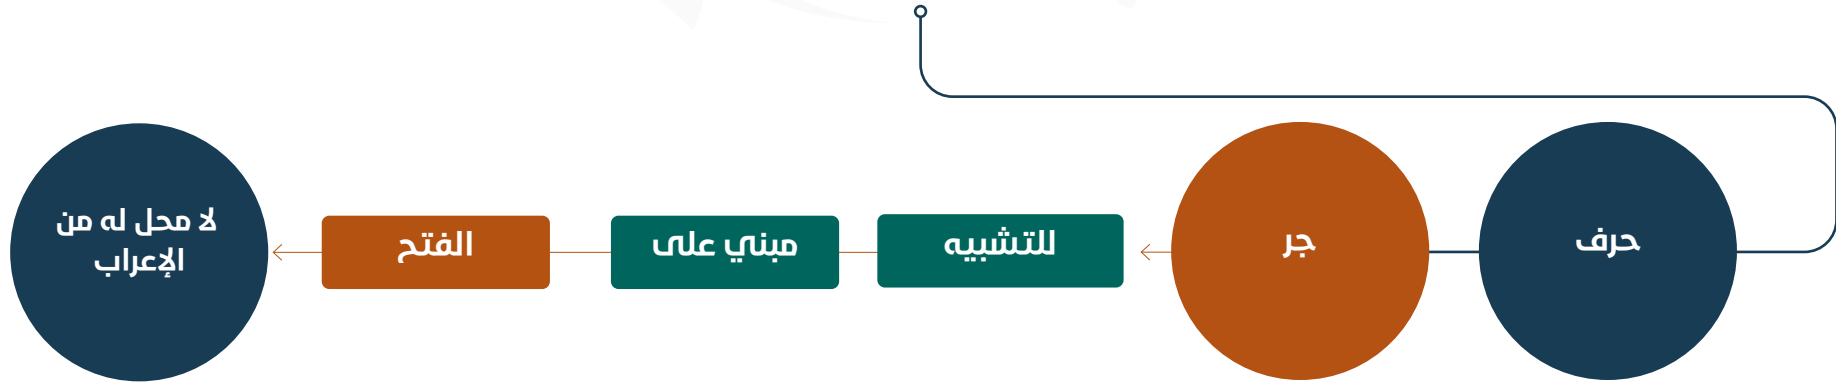 حرف
جر
للتشبيه
مبني على
الفتح
لا محل له من
الإعراب